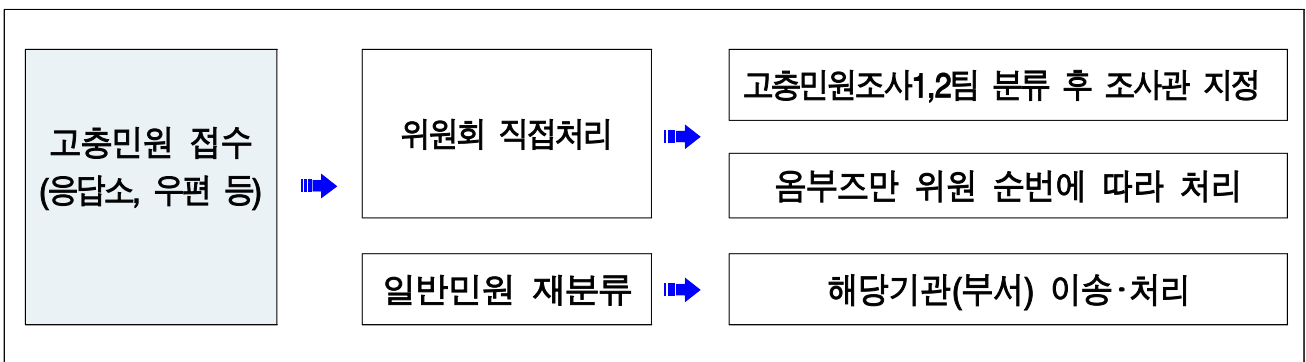 고충민원 접수
(응답소, 우편 등)
위원회 직접처리
고충민원조사1,2팀 분류 후 조사관 지정
옴부즈만 위원 순번에 따라 처리
일반민원 재분류
해당기관(부서) 이송·처리